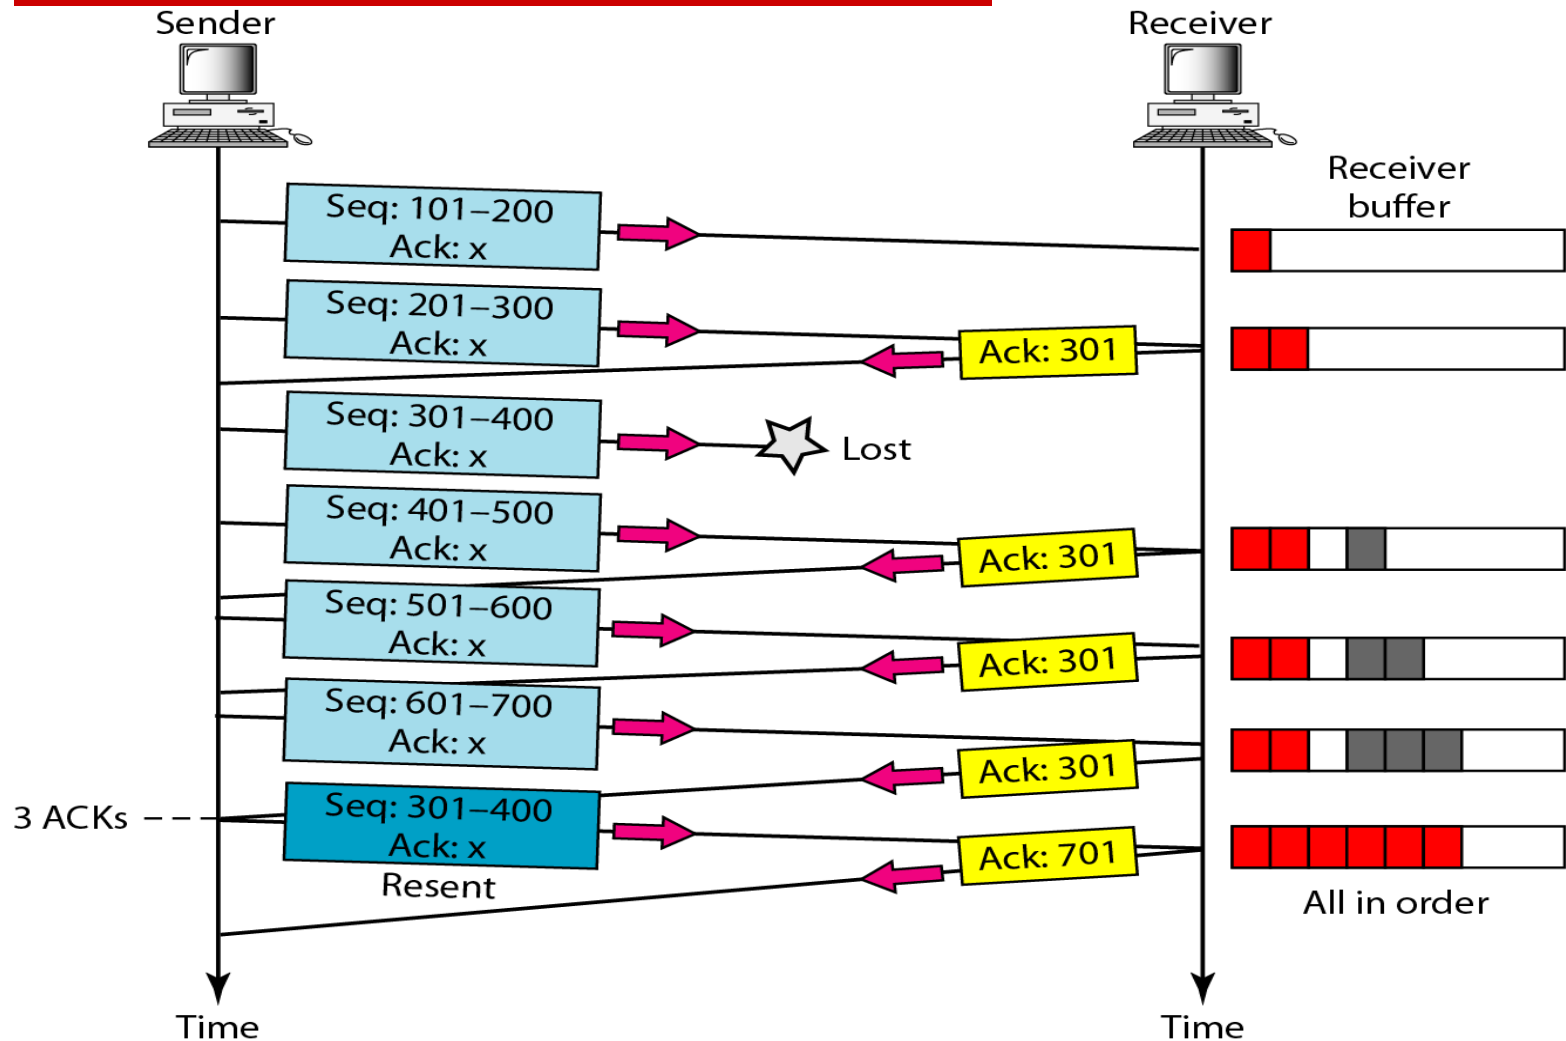 Sender
Receiver
Receiver
buffer
Seq: 101–200
Ack: x
Seq: 201–300
Ack: x
Ack: 301
Seq: 301–400
Ack: x
Lost
Seq: 401–500
Ack: x
Ack: 301
Seq: 501–600
Ack: x
Ack: 301
Seq: 601–700
Ack: x
Ack: 301
3 ACKs
Seq: 301–400
Ack: x
Resent
Ack: 701
All in order
Time
Time